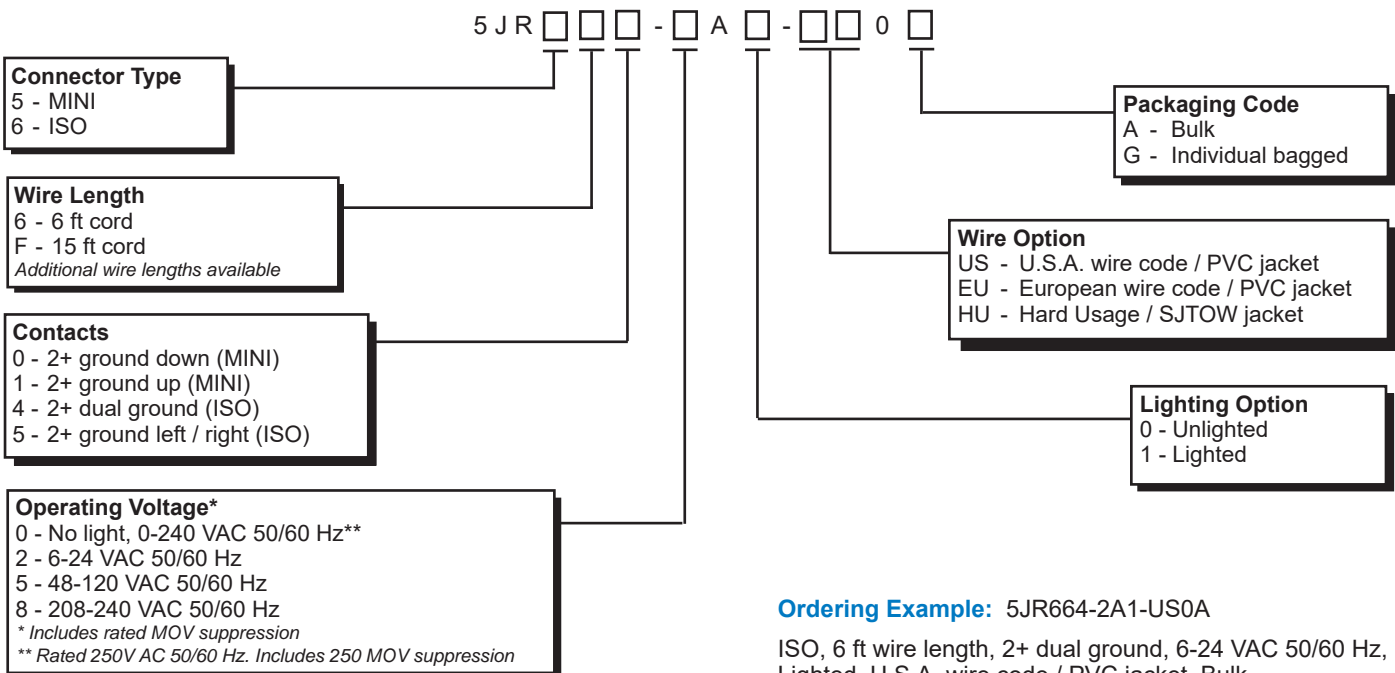 5 J R - A - 0
Connector Type
5 - MINI
6 - ISO
Wire Length
6 - 6 ft cord
F - 15 ft cord
Additional wire lengths available
Contacts
0 - 2+ ground down (MINI)
1 - 2+ ground up (MINI)
4 - 2+ dual ground (ISO)
5 - 2+ ground left / right (ISO)
Operating Voltage*
0 - No light, 0-240 VAC 50/60 Hz**
2 - 6-24 VAC 50/60 Hz
5 - 48-120 VAC 50/60 Hz
8 - 208-240 VAC 50/60 Hz
* Includes rated MOV suppression
** Rated 250V AC 50/60 Hz. Includes 250 MOV suppression
Packaging Code
A - Bulk
G - Individual bagged
Wire Option
US - U.S.A. wire code / PVC jacket
EU - European wire code / PVC jacket
HU - Hard Usage / SJTOW jacket
Lighting Option
0 - Unlighted
1 - Lighted
Ordering Example: 5JR664-2A1-US0A
ISO, 6 ft wire length, 2+ dual ground, 6-24 VAC 50/60 Hz,
Lighted, U.S.A. wire code / PVC jacket, Bulk